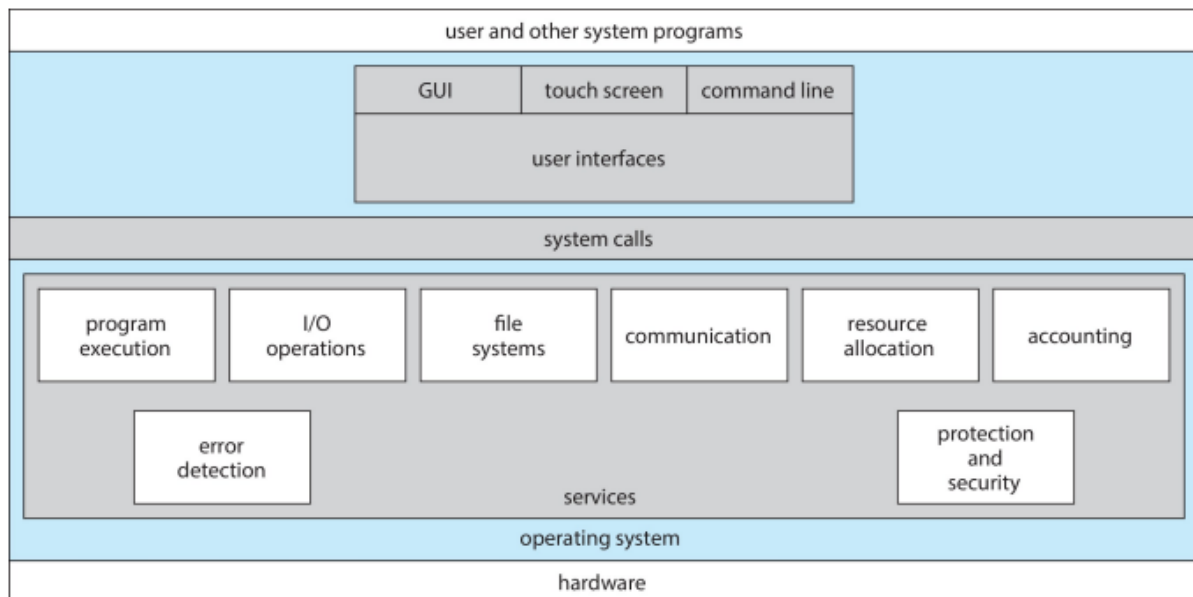 user and other system programs
GUI
touch screen
command line
user interfaces
system calls
program
execution
I/O
operations
file
systems
communication
resource
allocation
accounting
error
detection
protection
and
security
services
operating system
hardware